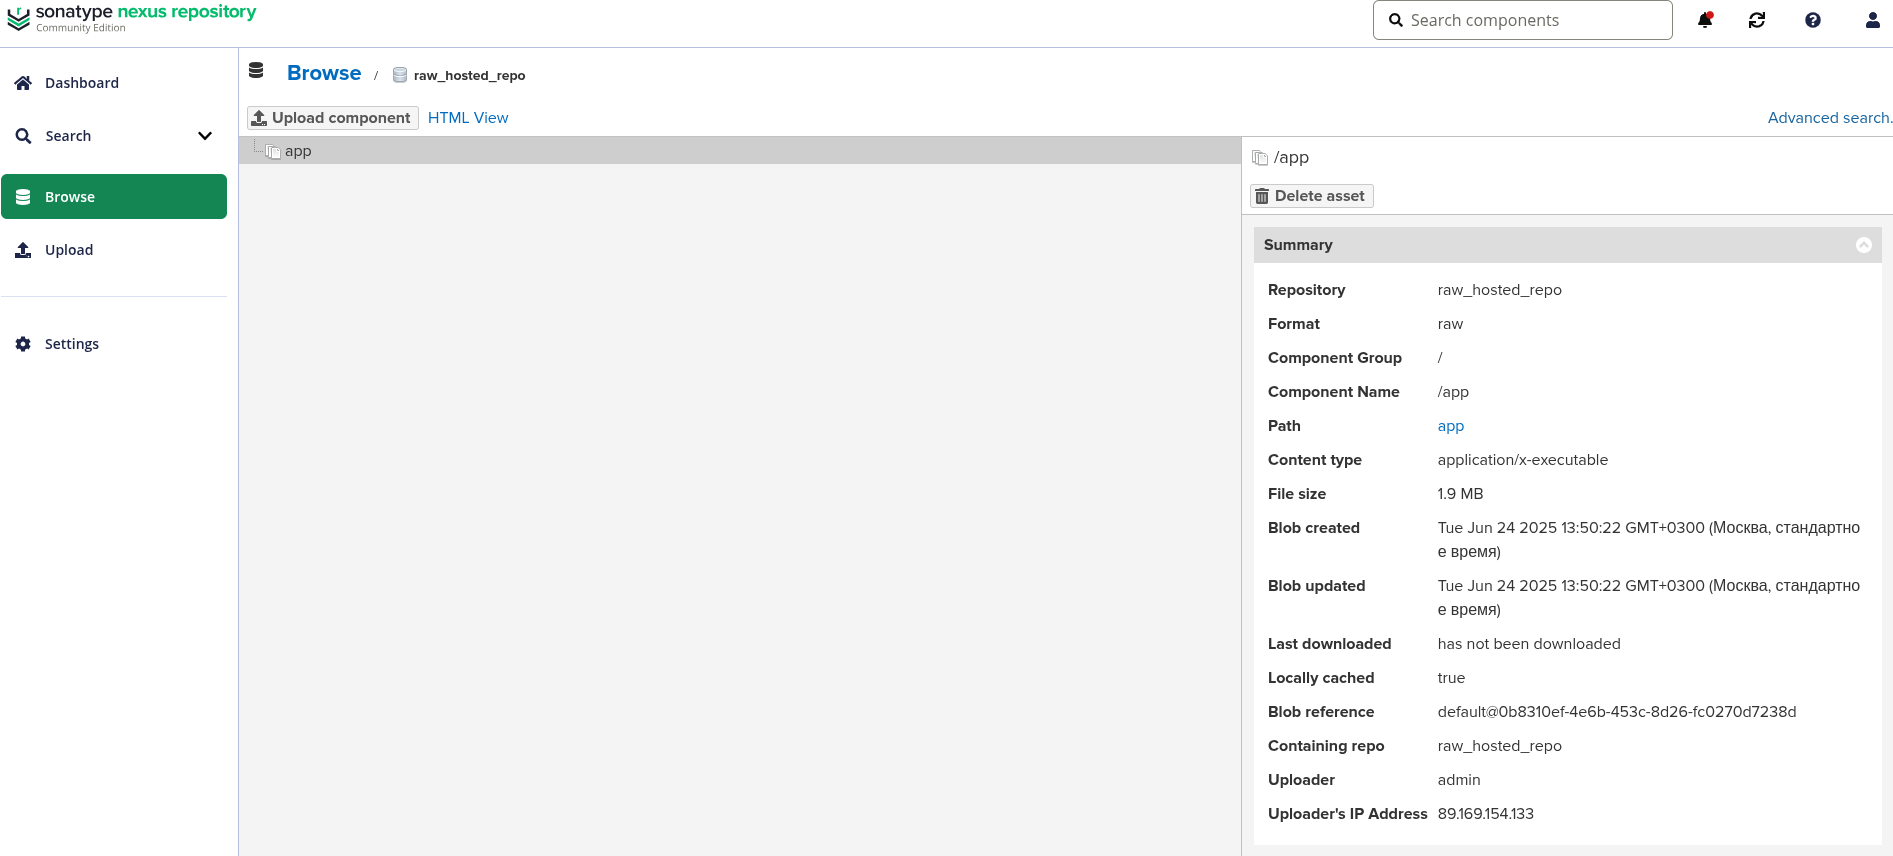 sonatype nexus repository
Community Edition
Search components
Dashboard
Search
Browse
Upload
Settings
Browse / raw_hosted_repo
Upload component HTML View
Advanced search.
app
/app
Delete asset
Summary
Repository raw_hosted_repo
Format raw
Component Group /
Component Name /app
Path app
Content type application/x-executable
File size 1.9 MB
Blob created Tue Jun 24 2025 13:50:22 GMT+0300 (Москва, стандартно
е время)
Blob updated Tue Jun 24 2025 13:50:22 GMT+0300 (Москва, стандартно
е время)
Last downloaded has not been downloaded
Locally cached true
Blob reference default@0b8310ef-4e6b-453c-8d26-fc0270d7238d
Containing repo raw_hosted_repo
Uploader admin
Uploader's IP Address 89.169.154.133